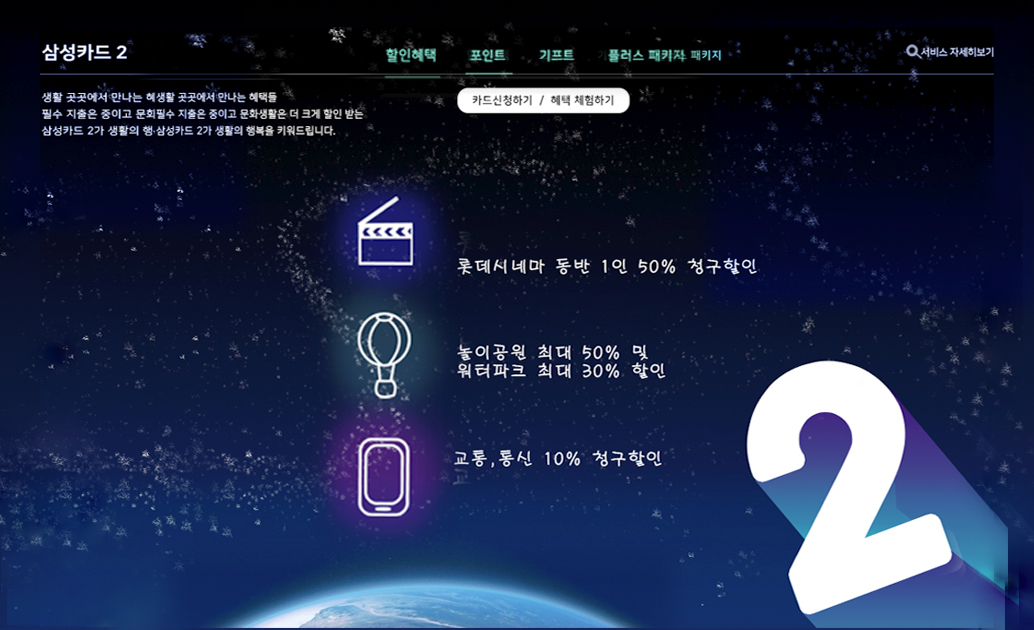 삼성카드 2
할인혜택 포인트 기프트 플러스 패키지 패키지
서비스 자세히보기
생활 곳곳에서 만나는 혜생활 곳곳에서 만나는 혜택들
필수 지출은 줄이고 문회필수 지출은 줄이고 문화생활은 더 크게 할인 받는
삼성카드 2가 생활의 행·삼성카드 2가 생활의 행복을 키워드립니다.
카드신청하기 / 혜택 체험하기
롯데시네마 동반 1인 50% 청구할인
놀이공원 최대 50% 및
워터파크 최대 30% 할인
교통,통신 10% 청구할인
2